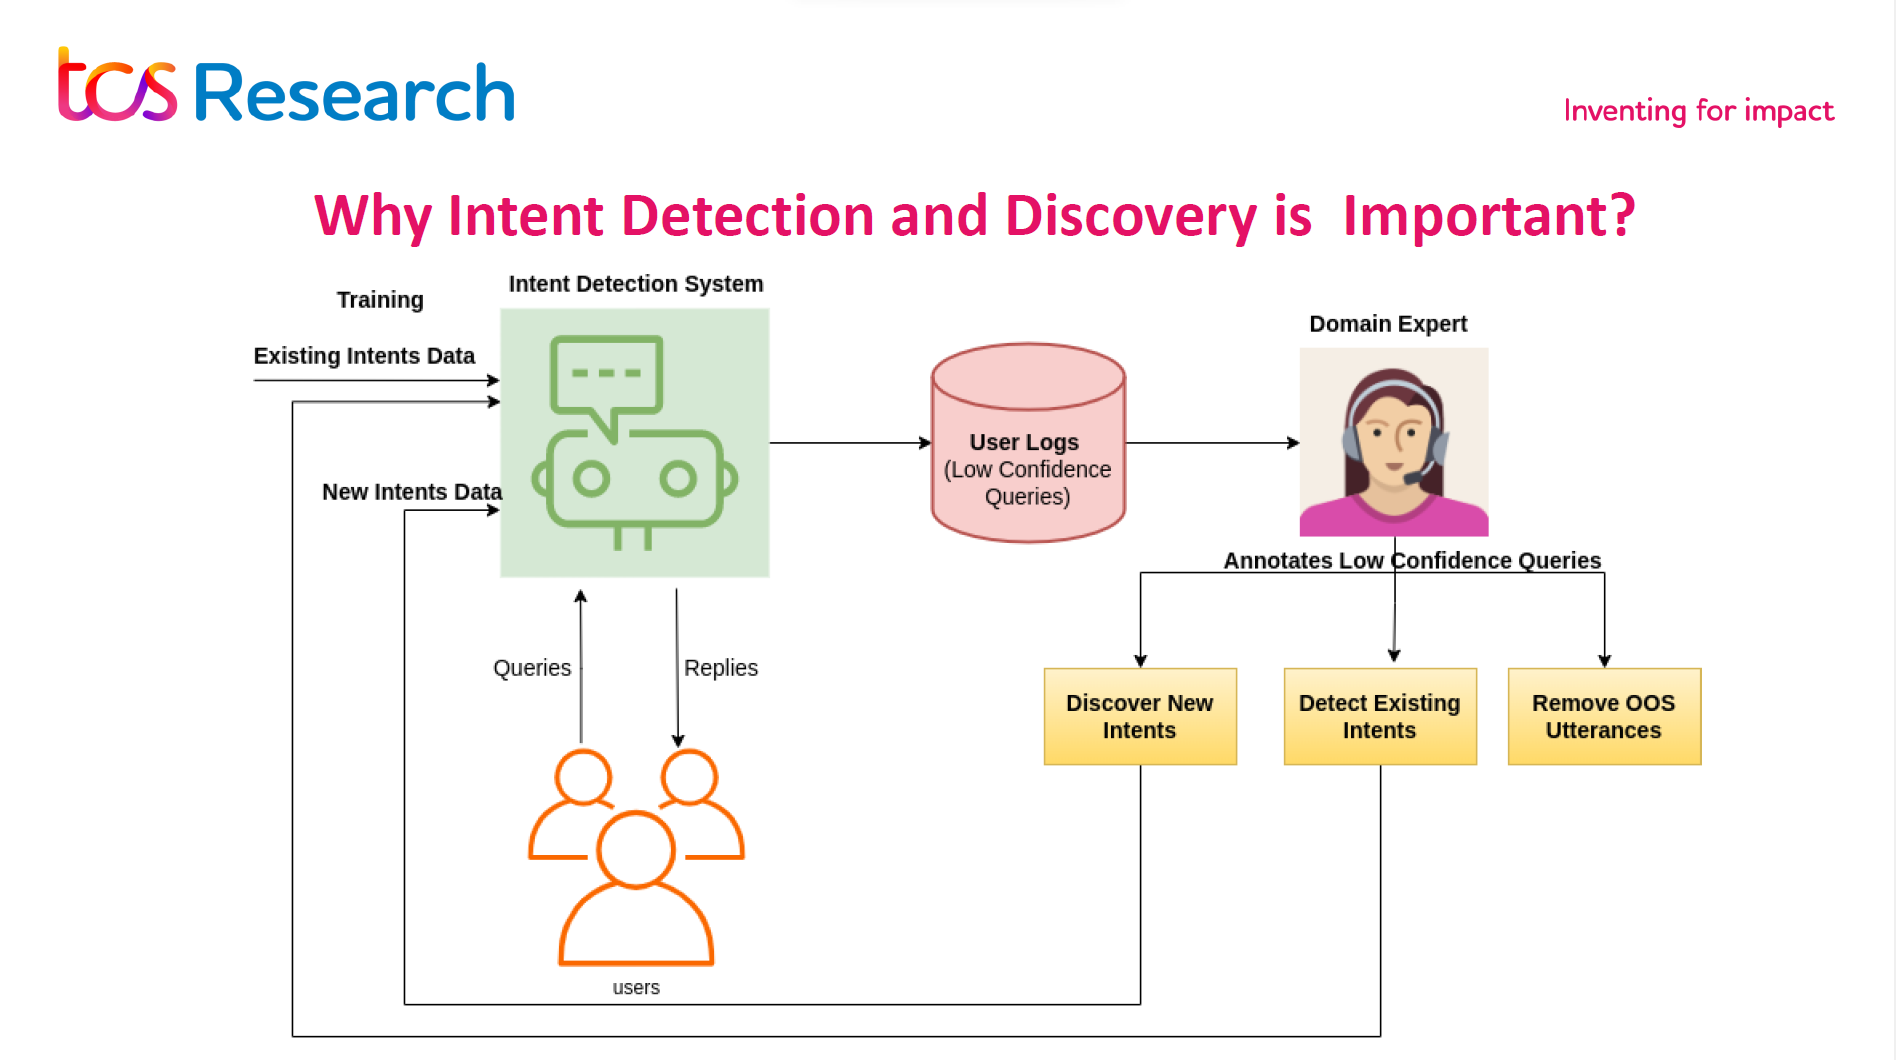 tcs Research
Inventing for impact
Why Intent Detection and Discovery is  Important?
Intent Detection System
Training
Existing Intents Data
New Intents Data
Domain Expert
User Logs
(Low Confidence
Queries)
Annotates Low Confidence Queries
Queries
Replies
Discover New
Intents
Detect Existing
Intents
Remove OOS
Utterances
users